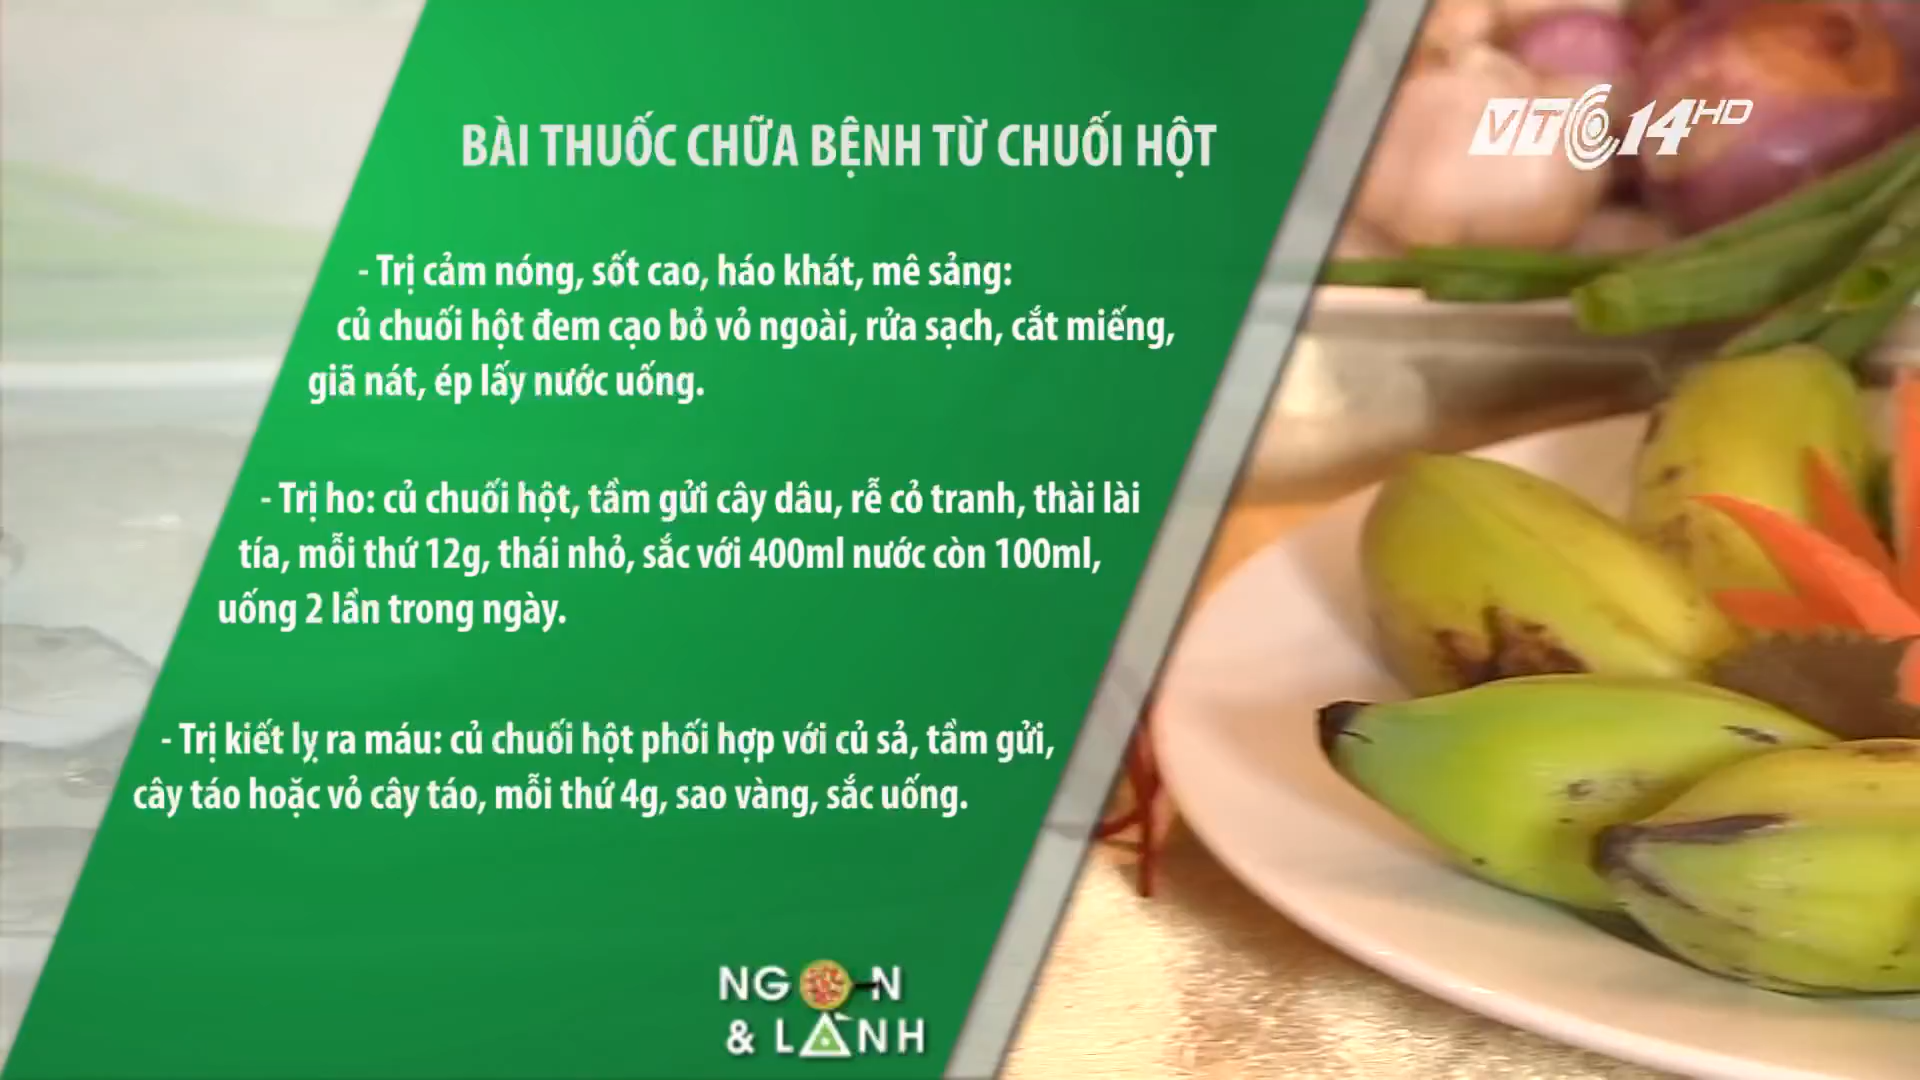 BÀI THUỐC CHỮA BỆNH TỪ CHUỐI HỘT
VTC14HD
- Trị cảm nóng, sốt cao, háo khát, mê sảng:
củ chuối hột đem cạo bỏ vỏ ngoài, rửa sạch, cắt miếng,
giã nát, ép lấy nước uống.
- Trị ho: củ chuối hột, tầm gửi cây dâu, rễ cỏ tranh, thài lài
tía, mỗi thứ 12g, thái nhỏ, sắc với 400ml nước còn 100ml,
uống 2 lần trong ngày.
- Trị kiết lỵ ra máu: củ chuối hột phối hợp với củ sả, tầm gửi,
cây táo hoặc vỏ cây táo, mỗi thứ 4g, sao vàng, sắc uống.
NGON
& LÀNH